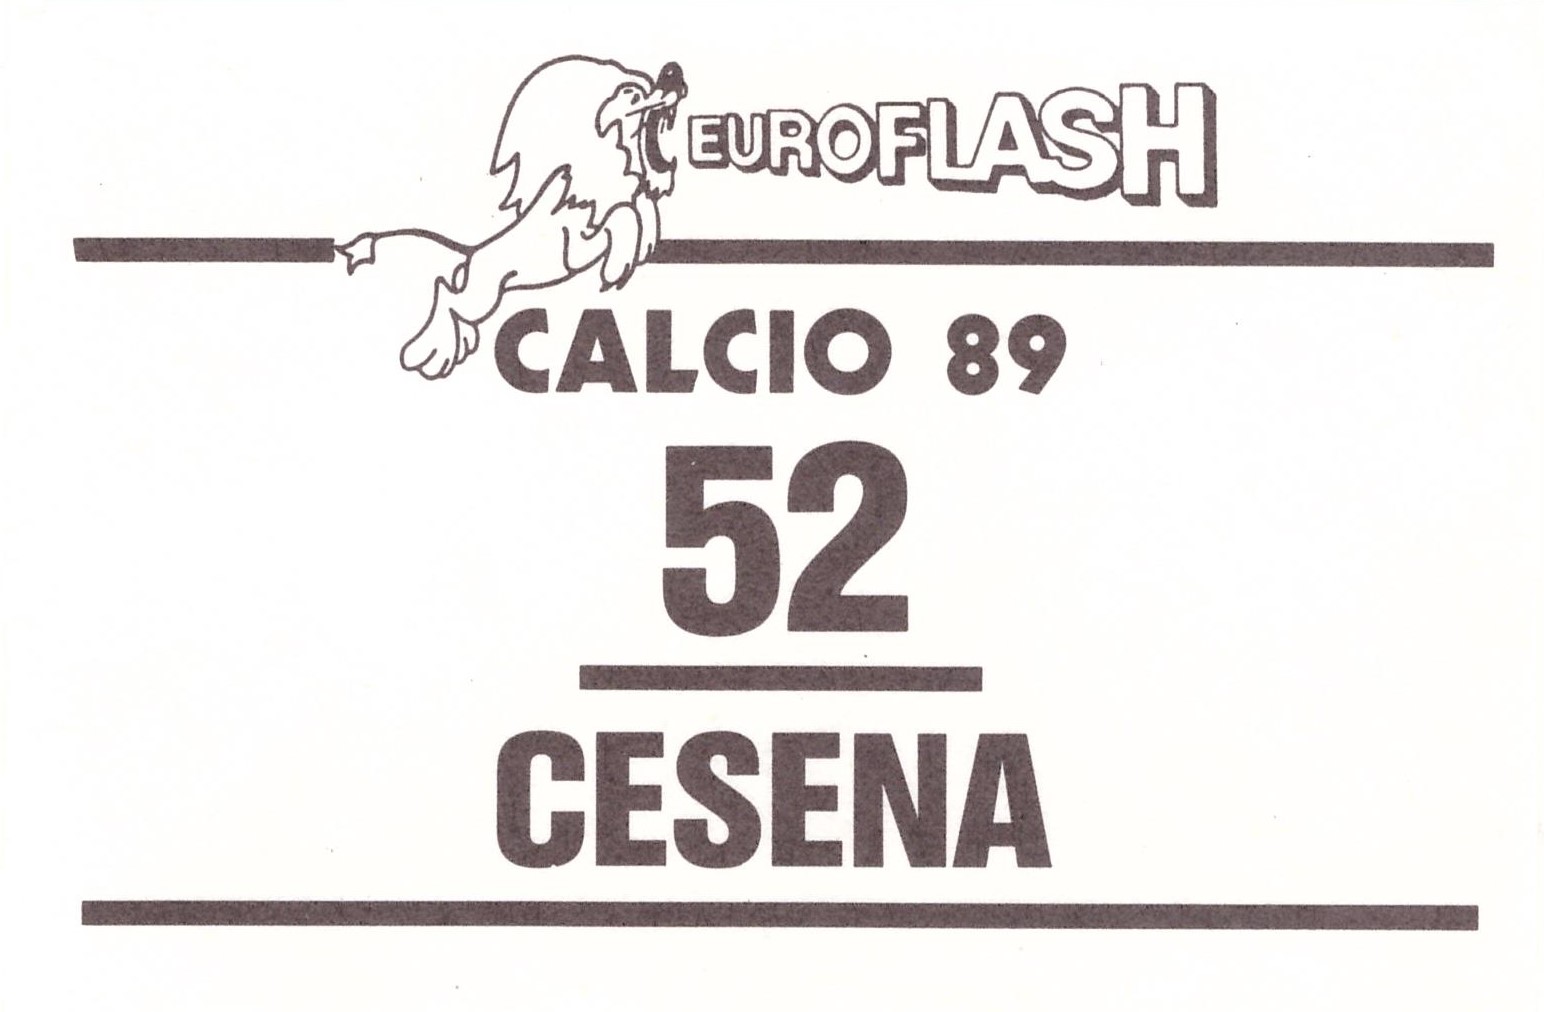 EUROFLASH
CALCIO 89
52
CESENA